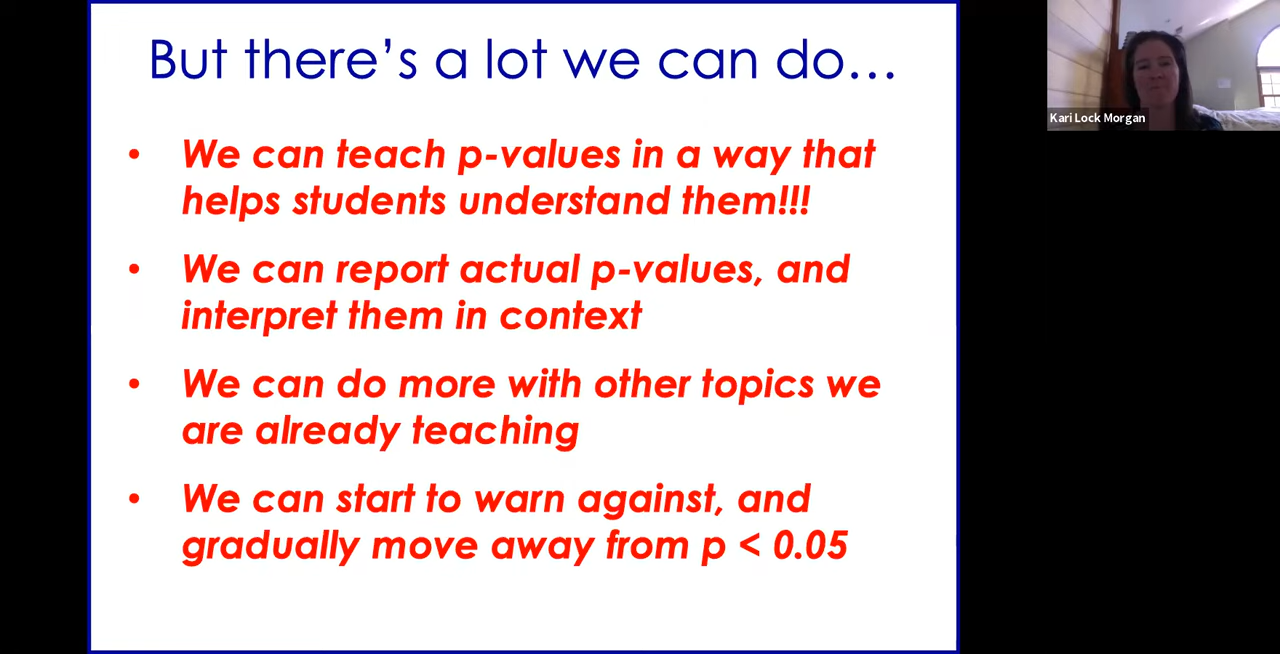 But there's a lot we can do...
Kari Lock Morgan
• We can teach p-values in a way that
helps students understand them!!!
• We can report actual p-values, and
interpret them in context
• We can do more with other topics we
are already teaching
• We can start to warn against, and
gradually move away from p < 0.05